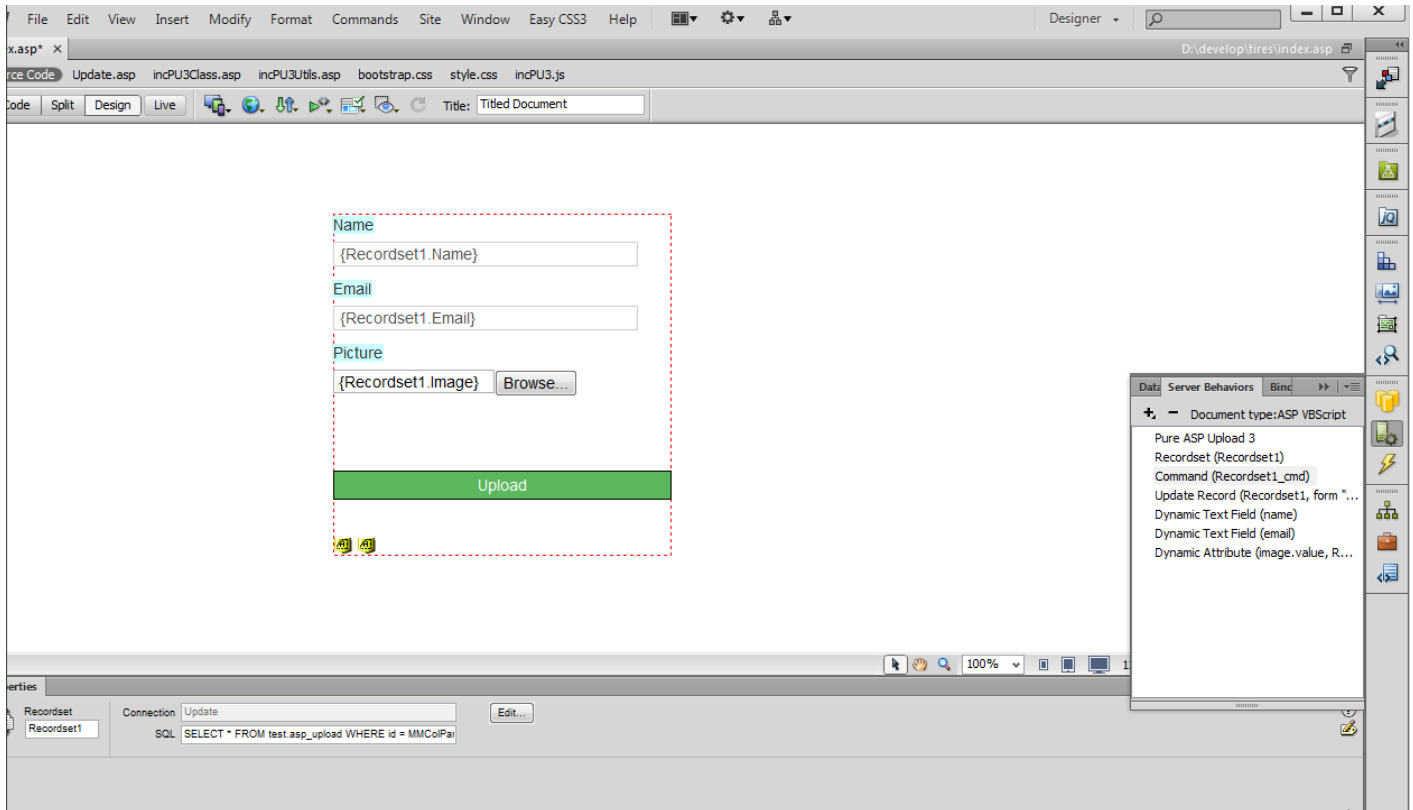 File Edit View Insert Modify Format Commands Site Window Easy CSS3 Help Designer
x.asp* D:\develop\tires\index.asp
rce Code Update.asp incPU3Class.asp incPU3Utils.asp bootstrap.css style.css incPU3.js
Code Split Design Live Title: Titled Document
jQ
Name
{Recordset1.Name}
Email
{Recordset1.Email}
Picture
{Recordset1.Image} Browse...
Upload
Data Server Behaviors Bind
Document type:ASP VBScript
Pure ASP Upload 3
Recordset (Recordset1)
Command (Recordset1_cmd)
Update Record (Recordset1, form "...
Dynamic Text Field (name)
Dynamic Text Field (email)
Dynamic Attribute (image.value, R...
100% 1
perties
Recordset Connection Update Edit...
Recordset1 SQL SELECT * FROM test.asp_upload WHERE id = MMColPar